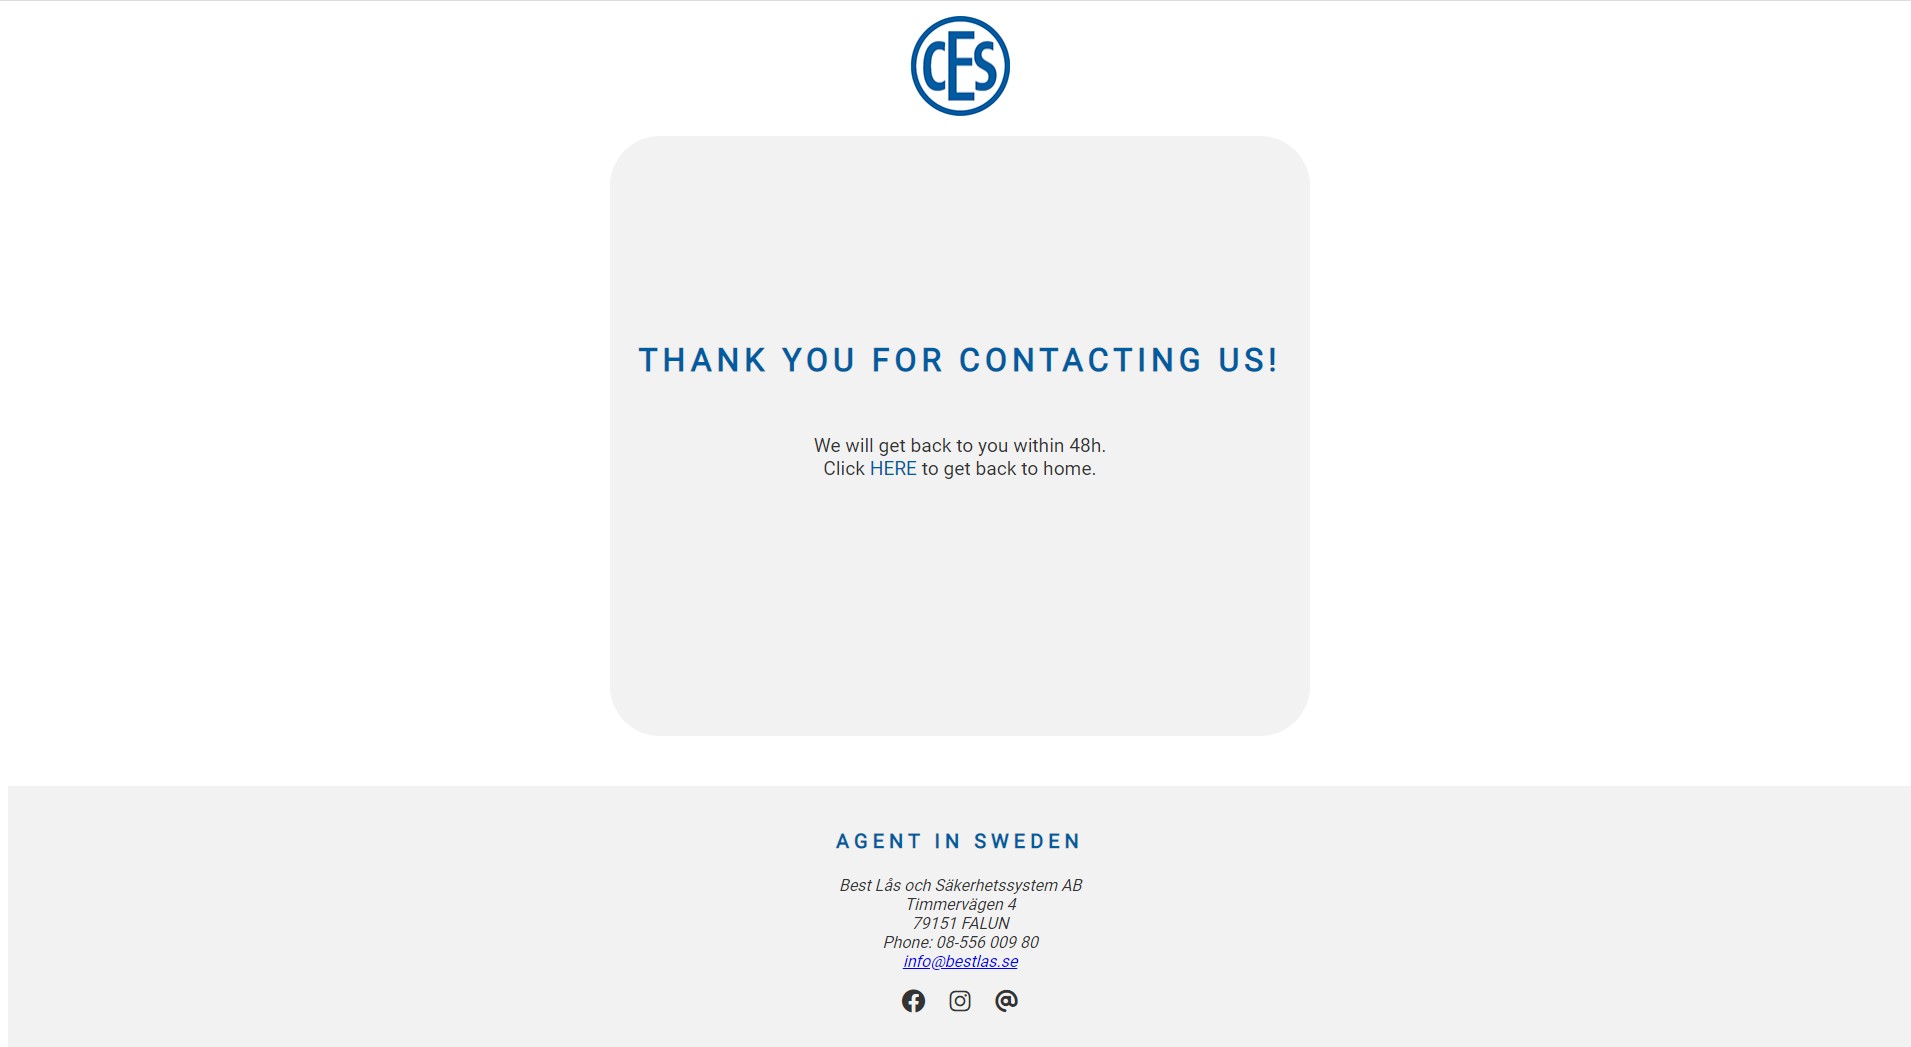 CES
THANK YOU FOR CONTACTING US!
We will get back to you within 48h.
Click HERE to get back to home.
AGENT IN SWEDEN
Best Lås och Säkerhetssystem AB
Timmervägen 4
79151 FALUN
Phone: 08-556 009 80
info@bestlas.se